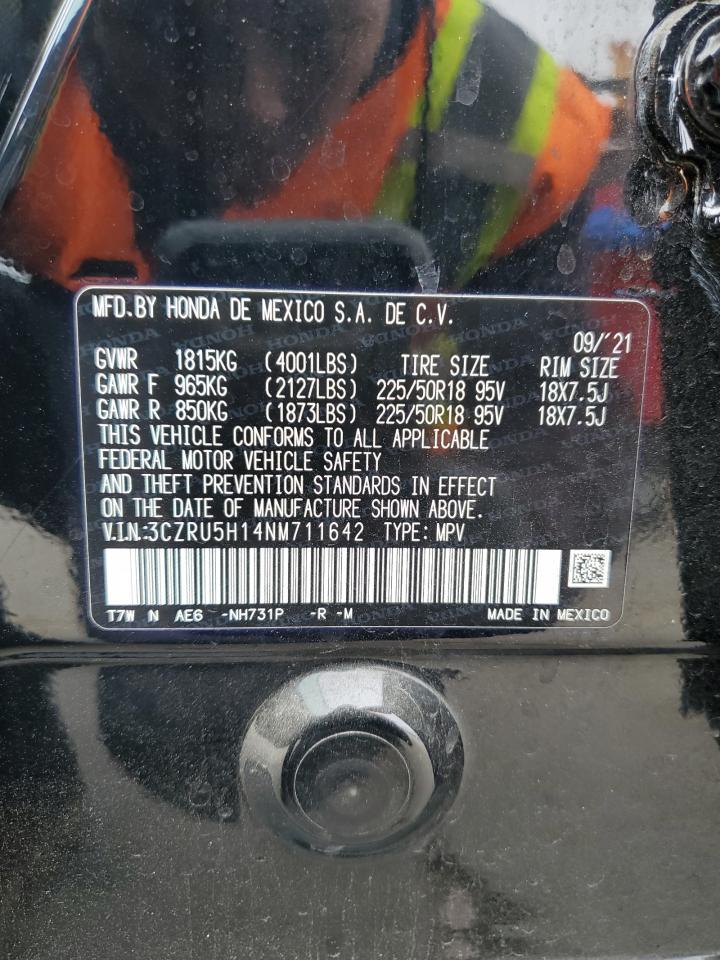 MFD.BY HONDA DE MEXICO S.A. DE C.V.
09/'21
GVWR 1815KG (4001LBS) TIRE SIZE RIM SIZE
GAWR F 965KG (2127LBS) 225/50R18 95V 18X7.5J
GAWR R 850KG (1873LBS) 225/50R18 95V 18X7.5J
THIS VEHICLE CONFORMS TO ALL APPLICABLE
FEDERAL MOTOR VEHICLE SAFETY
AND THEFT PREVENTION STANDARDS IN EFFECT
ON THE DATE OF MANUFACTURE SHOWN ABOVE.
V.I.N:3CZRU5H14NM711642 TYPE: MPV
T7W N AE6 -NH731P -R -M MADE IN MEXICO